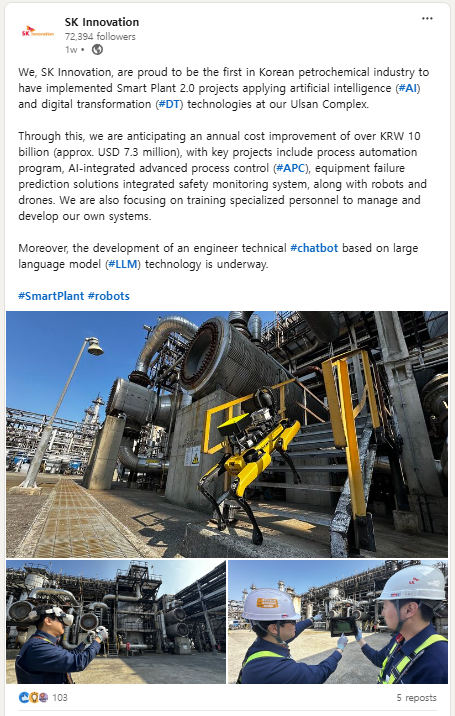 SK Innovation
SK innovation
72,394 followers
1w •
We, SK Innovation, are proud to be the first in Korean petrochemical industry to
have implemented Smart Plant 2.0 projects applying artificial intelligence (#AI)
and digital transformation (#DT) technologies at our Ulsan Complex.
Through this, we are anticipating an annual cost improvement of over KRW 10
billion (approx. USD 7.3 million), with key projects include process automation
program, AI-integrated advanced process control (#APC), equipment failure
prediction solutions integrated safety monitoring system, along with robots and
drones. We are also focusing on training specialized personnel to manage and
develop our own systems.
Moreover, the development of an engineer technical #chatbot based on large
language model (#LLM) technology is underway.
#SmartPlant #robots
SK
103
5 reposts